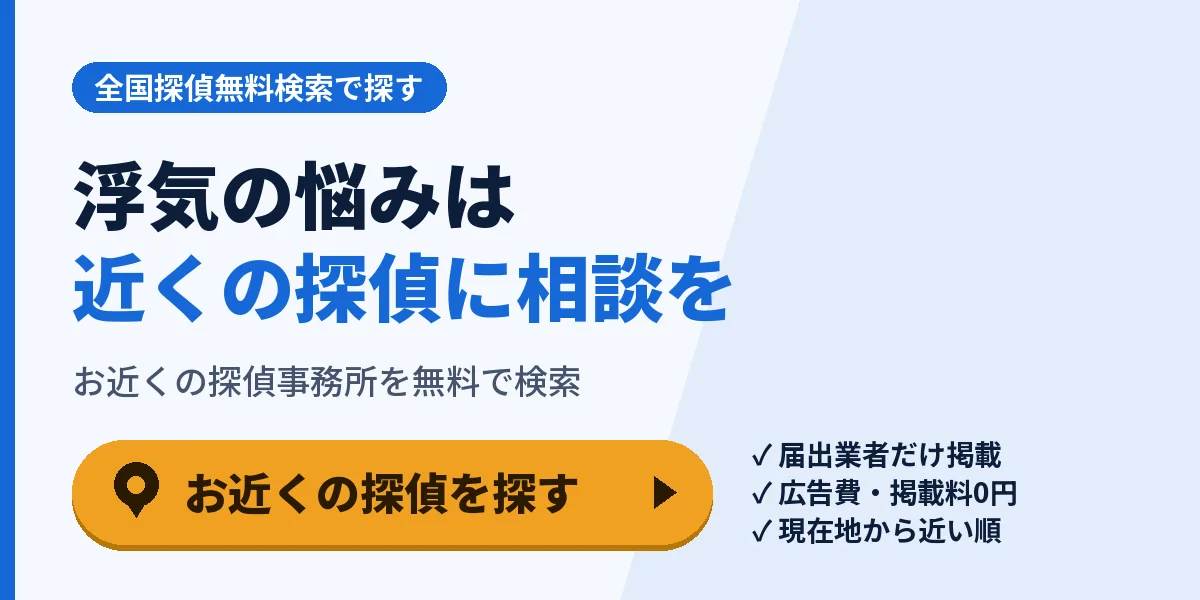 全国探偵無料検索で探す
浮気の悩みは
近くの探偵に相談を
お近くの探偵事務所を無料で検索
お近くの探偵を探す
✓ 届出業者だけ掲載
✓ 広告費・掲載料0円
✓ 現在地から近い順